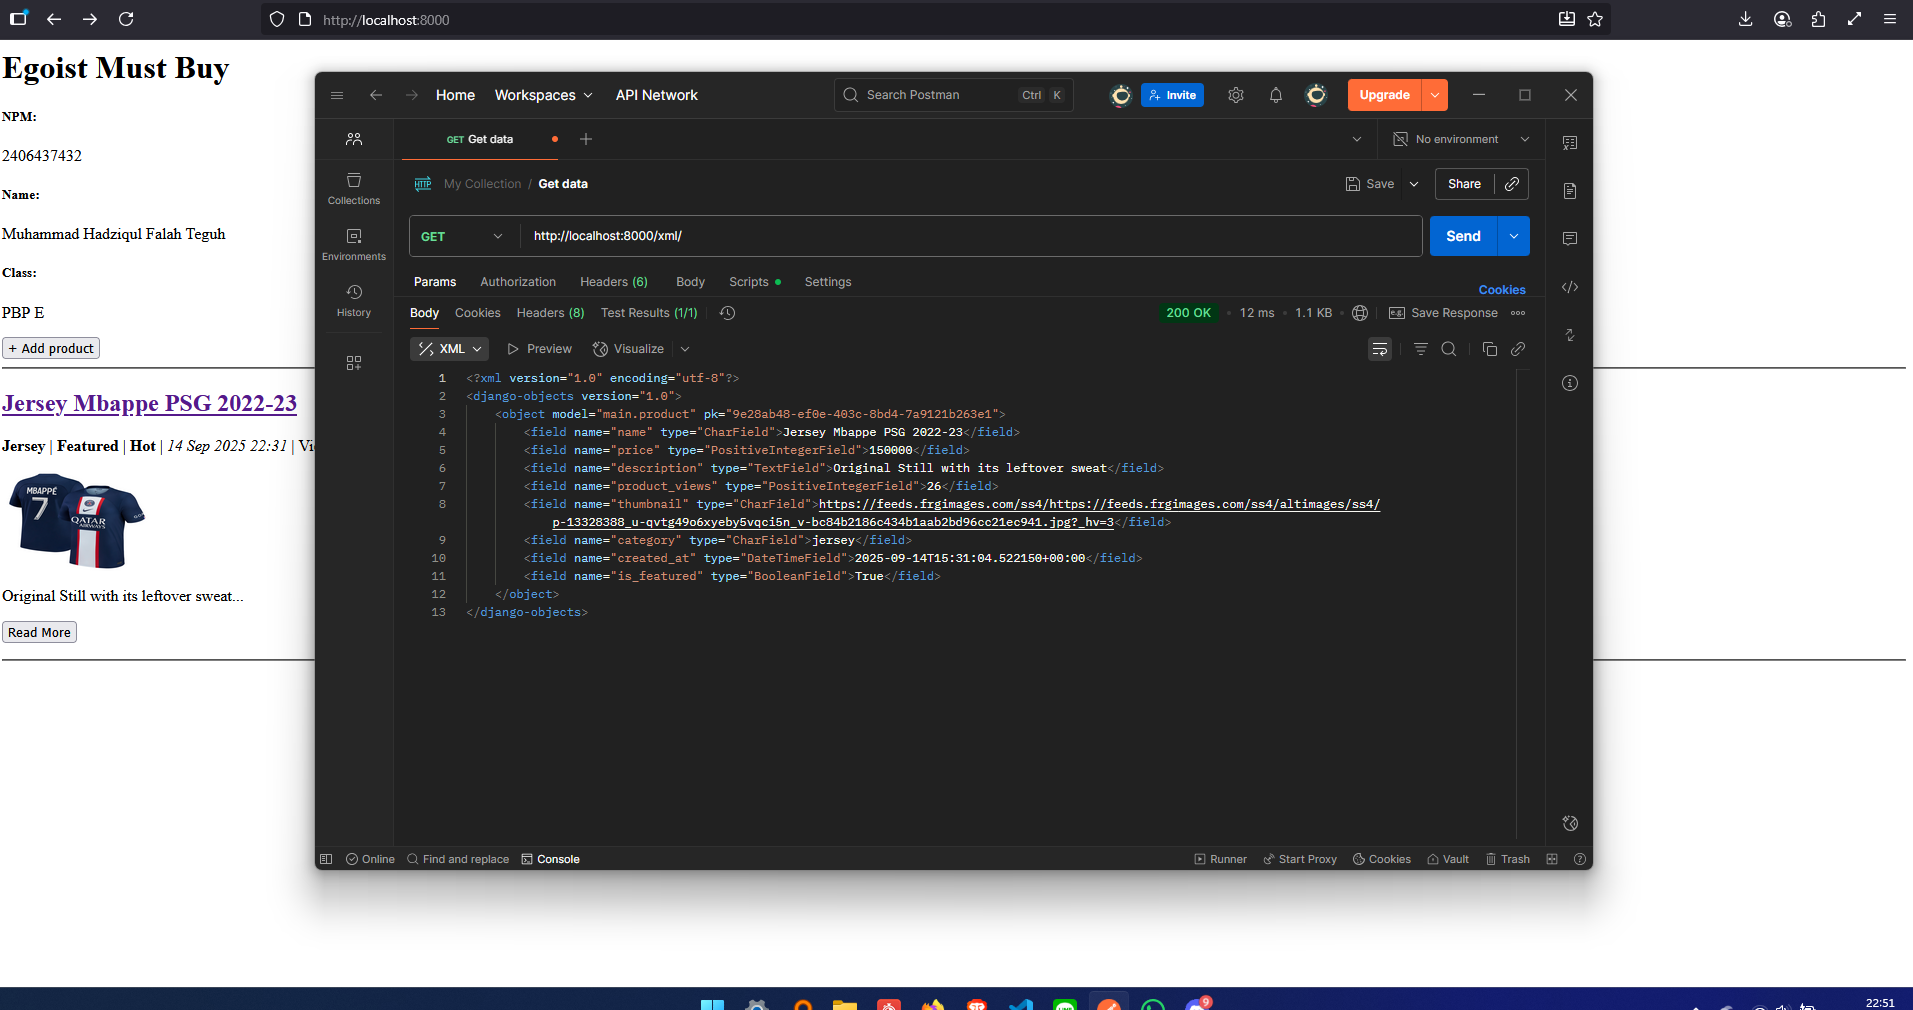 http://localhost:8000
Egoist Must Buy
NPM:
2406437432
Name:
Muhammad Hadziqul Falah Teguh
Class:
PBP E
+ Add product
Jersey Mbappe PSG 2022-23
Jersey | Featured | Hot | 14 Sep 2025 22:31 |
MBAPPÉ
7
QATAR
AIRWAYS
Original Still with its leftover sweat...
Read More
Home Workspaces API Network
Search Postman Ctrl K
Invite
Upgrade
GET Get data
No environment
My Collection / Get data
Save
Share
Collections
Environments
History
GET http://localhost:8000/xml/
Send
Params Authorization Headers (6) Body Scripts Settings
Cookies
Body Cookies Headers (8) Test Results (1/1)
200 OK 12 ms 1.1 KB e.g. Save Response
XML Preview Visualize
1 <?xml version="1.0" encoding="utf-8"?>
2 <django-objects version="1.0">
3 <object model="main.product" pk="9e28ab48-ef0e-403c-8bd4-7a9121b263e1">
4 <field name="name" type="CharField">Jersey Mbappe PSG 2022-23</field>
5 <field name="price" type="PositiveIntegerField">150000</field>
6 <field name="description" type="TextField">Original Still with its leftover sweat</field>
7 <field name="product_views" type="PositiveIntegerField">26</field>
8 <field name="thumbnail" type="CharField">https://feeds.frgimages.com/ss4/https://feeds.frgimages.com/ss4/altimages/ss4/
p-13328388_u-qvtg49o6xyeby5vqci5n_v-bc84b2186c434b1aab2bd96cc21ec941.jpg?_hv=3</field>
9 <field name="category" type="CharField">jersey</field>
10 <field name="created_at" type="DateTimeField">2025-09-14T15:31:04.522150+00:00</field>
11 <field name="is_featured" type="BooleanField">True</field>
12 </object>
13 </django-objects>
Online Find and replace Console
Runner Start Proxy Cookies Vault Trash
9
22:51